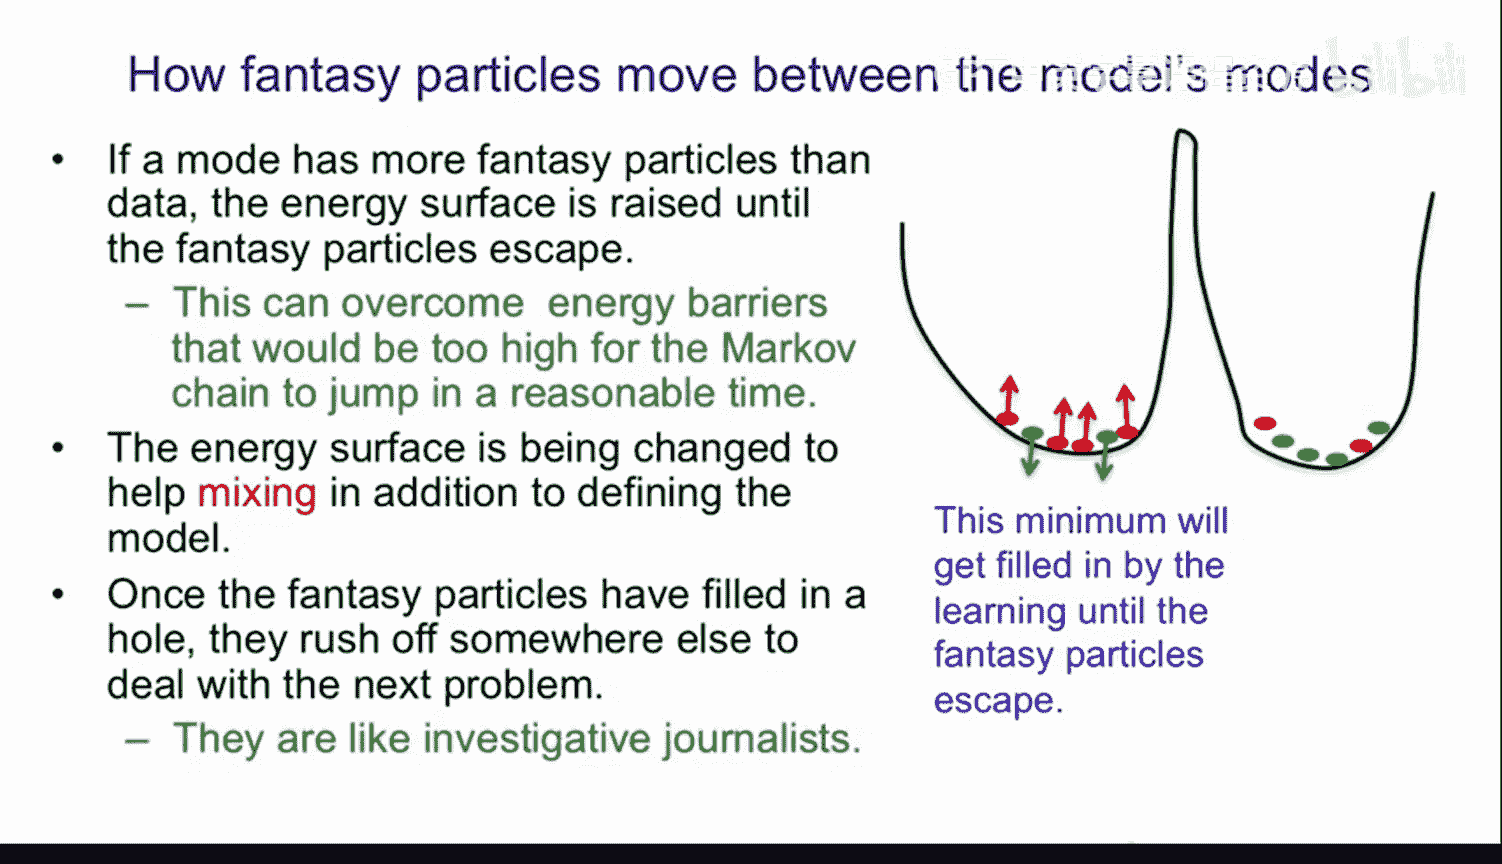 How fantasy particles move between the model's modes
bilibili
• If a mode has more fantasy particles than
data, the energy surface is raised until
the fantasy particles escape.
– This can overcome energy barriers
that would be too high for the Markov
chain to jump in a reasonable time.
• The energy surface is being changed to
help mixing in addition to defining the
model.
• Once the fantasy particles have filled in a
hole, they rush off somewhere else to
deal with the next problem.
– They are like investigative journalists.
This minimum will
get filled in by the
learning until the
fantasy particles
escape.